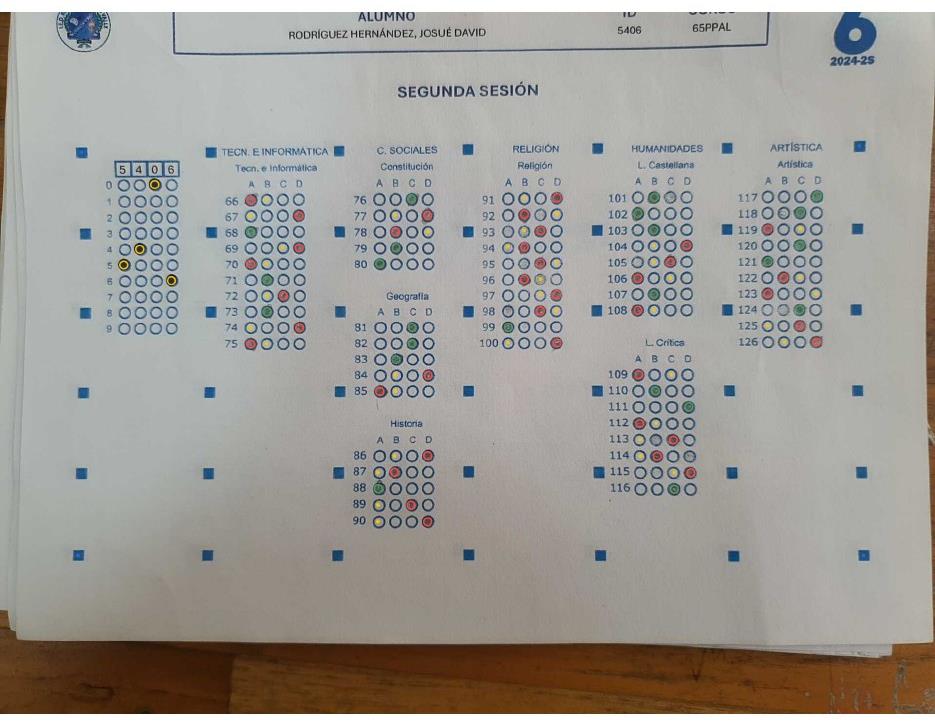 ALUMNO
RODRÍGUEZ HERNÁNDEZ, JOSUÉ DAVID
5406
65PPAL
6
2024-25
SEGUNDA SESIÓN
5 4 0 6
0
1
2
3
4
5
6
7
8
9
TECN. E INFORMÁTICA
Tecn. e Informática
A B C D
66
67
68
69
70
71
72
73
74
75
C. SOCIALES
Constitución
A B C D
76
77
78
79
80
Geografía
A B C D
81
82
83
84
85
Historia
A B C D
86
87
88
89
90
RELIGIÓN
Religión
A B C D
91
92
93
94
95
96
97
98
99
100
HUMANIDADES
L. Castellana
A B C D
101
102
103
104
105
106
107
108
L. Crítica
A B C D
109
110
111
112
113
114
115
116
ARTÍSTICA
Artística
A B C D
117
118
119
120
121
122
123
124
125
126